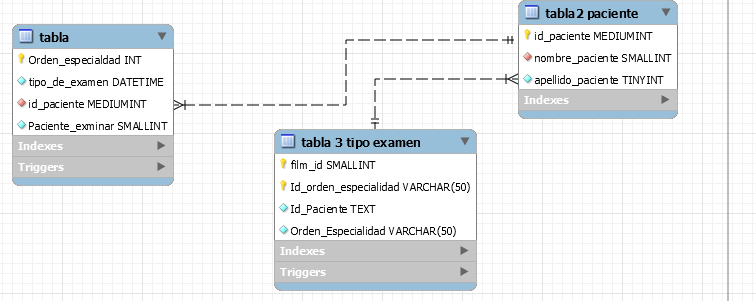 tabla
Orden_especialdad INT
tipo_de_examen DATETIME
id_paciente MEDIUMINT
Paciente_exminar SMALLINT
Indexes
Triggers
tabla2 paciente
id_paciente MEDIUMINT
nombre_paciente SMALLINT
apellido_paciente TINYINT
Indexes
tabla 3 tipo examen
film_id SMALLINT
Id_orden_especialidad VARCHAR(50)
Id_Paciente TEXT
Orden_Especialidad VARCHAR(50)
Indexes
Triggers